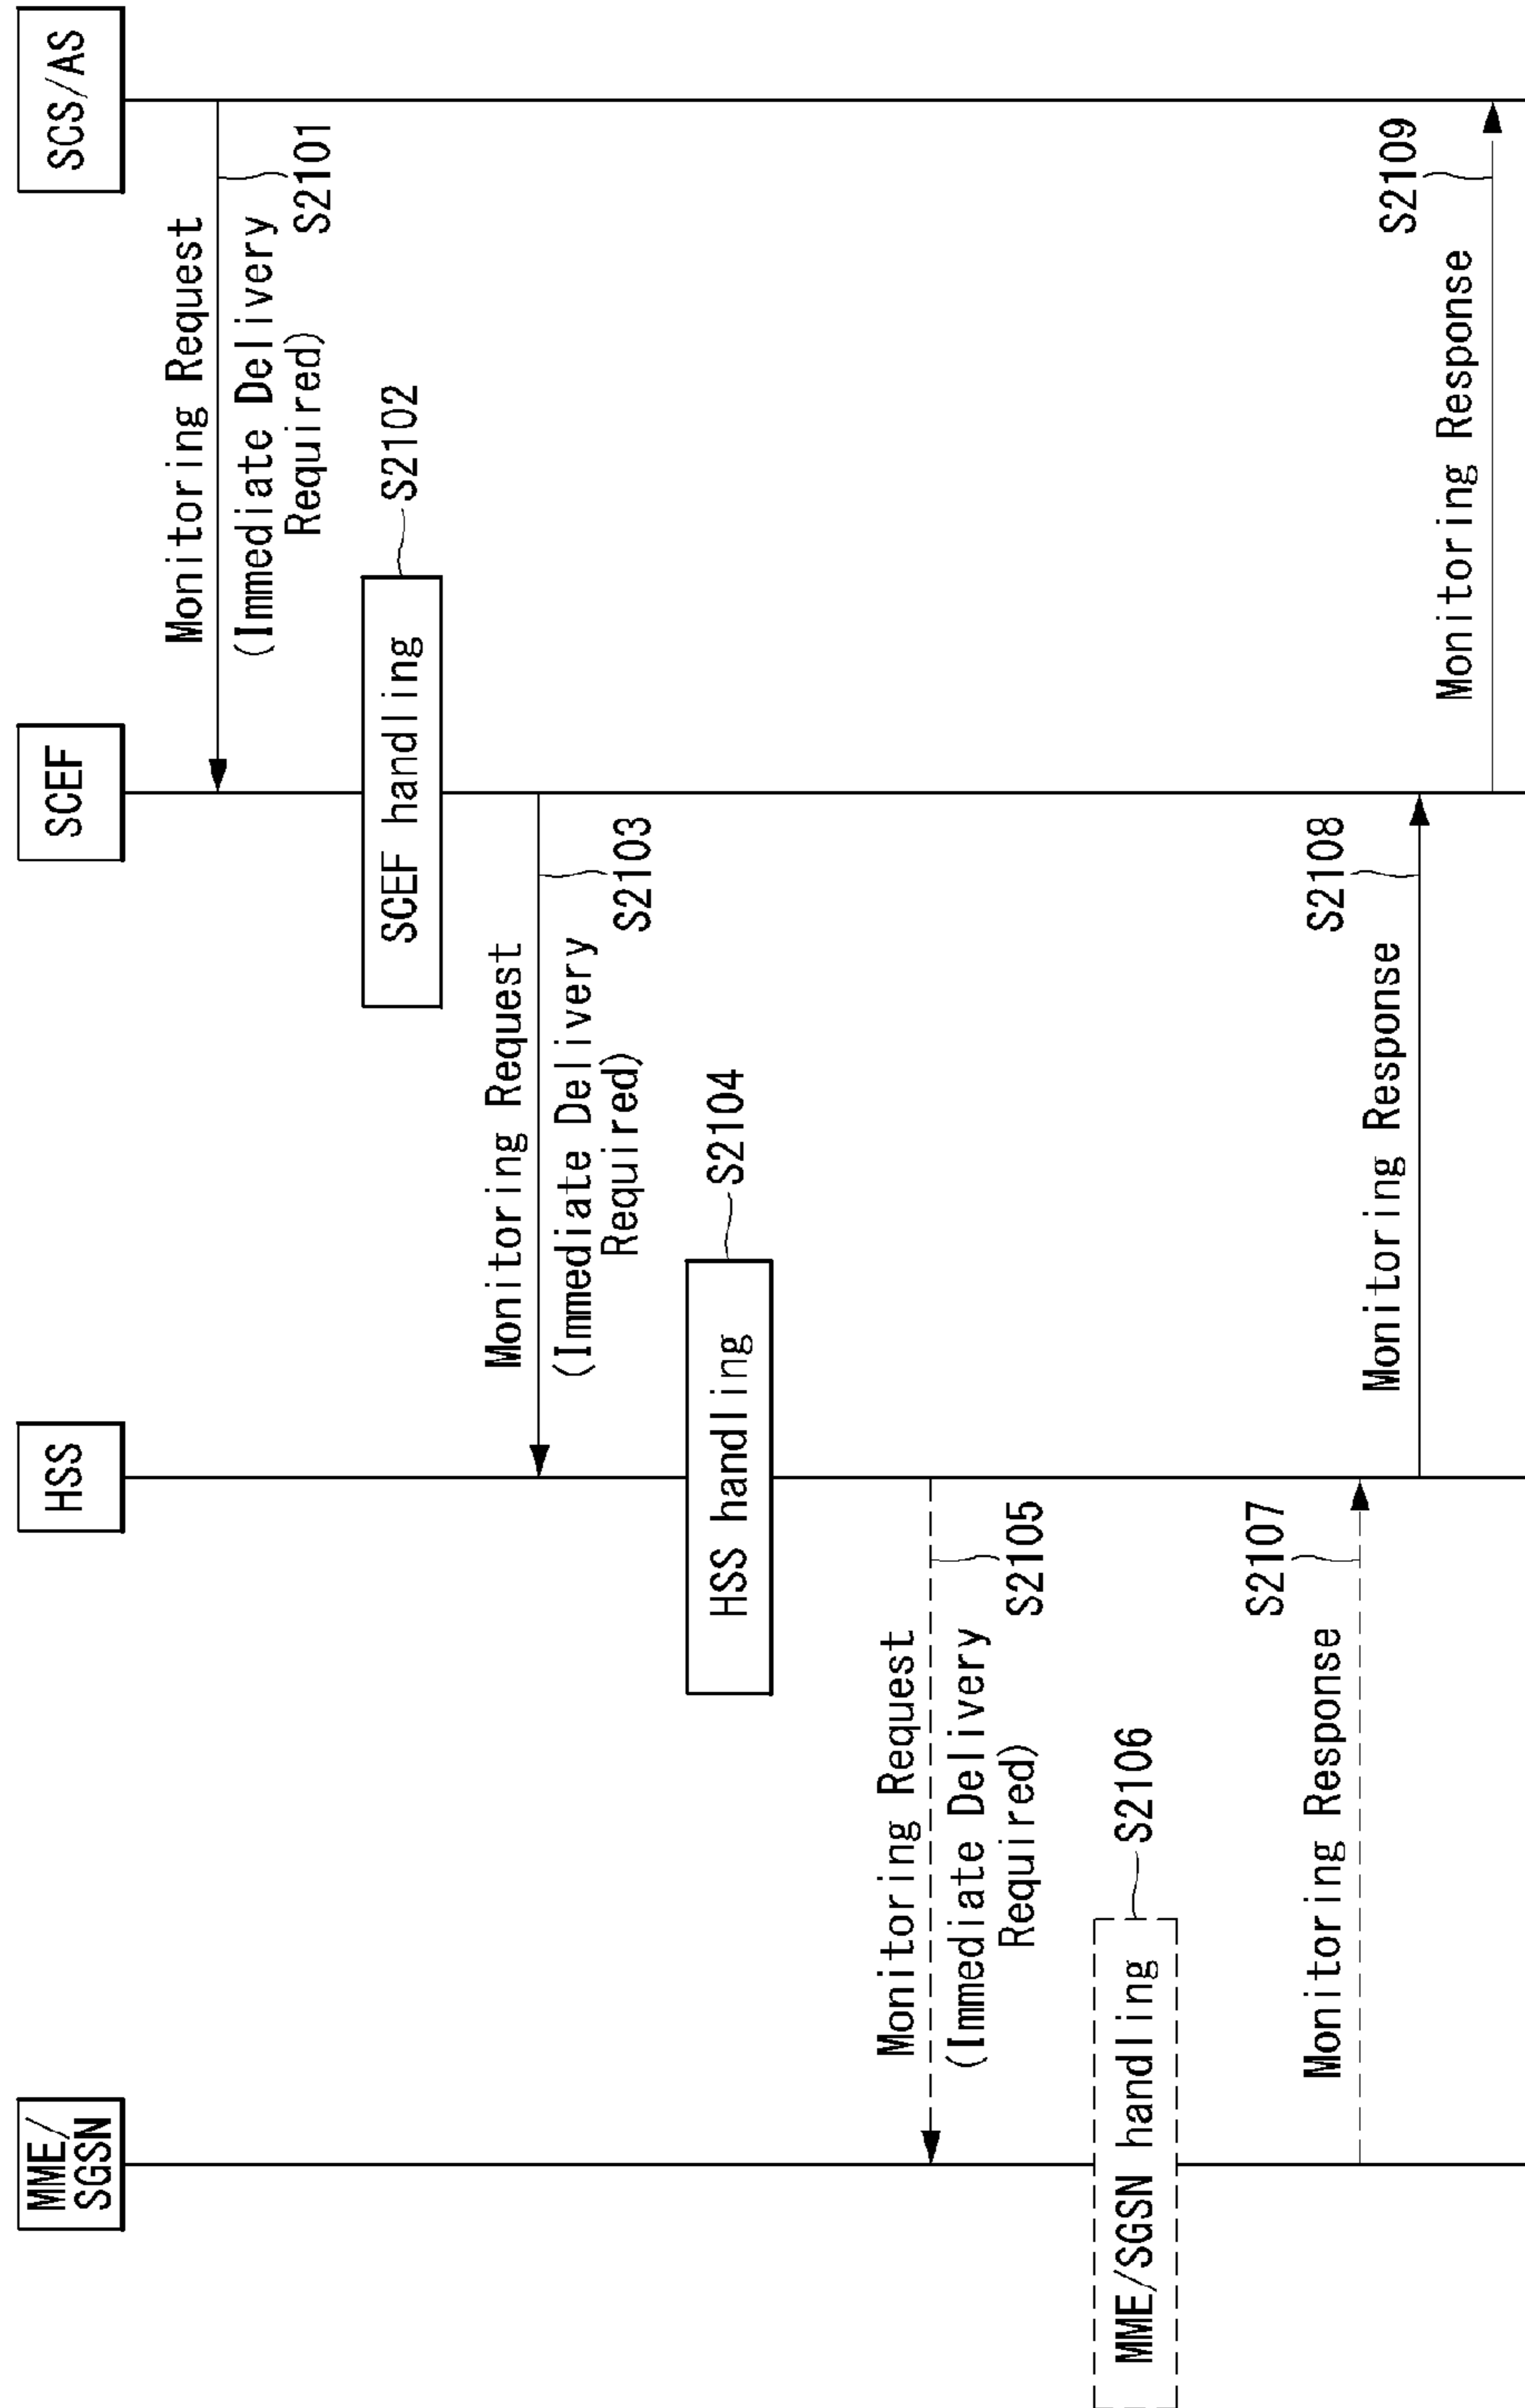 MME/
SGSN
HSS
SCEF
SCS/AS
Monitoring Request
(Immediate Delivery
Required)
S2101
SCEF handling
S2102
Monitoring Request
(Immediate Delivery
Required)
S2103
HSS handling
S2104
Monitoring Request
(Immediate Delivery
Required)
S2105
MME/SGSN handling
S2106
Monitoring Response
S2107
Monitoring Response
S2108
Monitoring Response
S2109